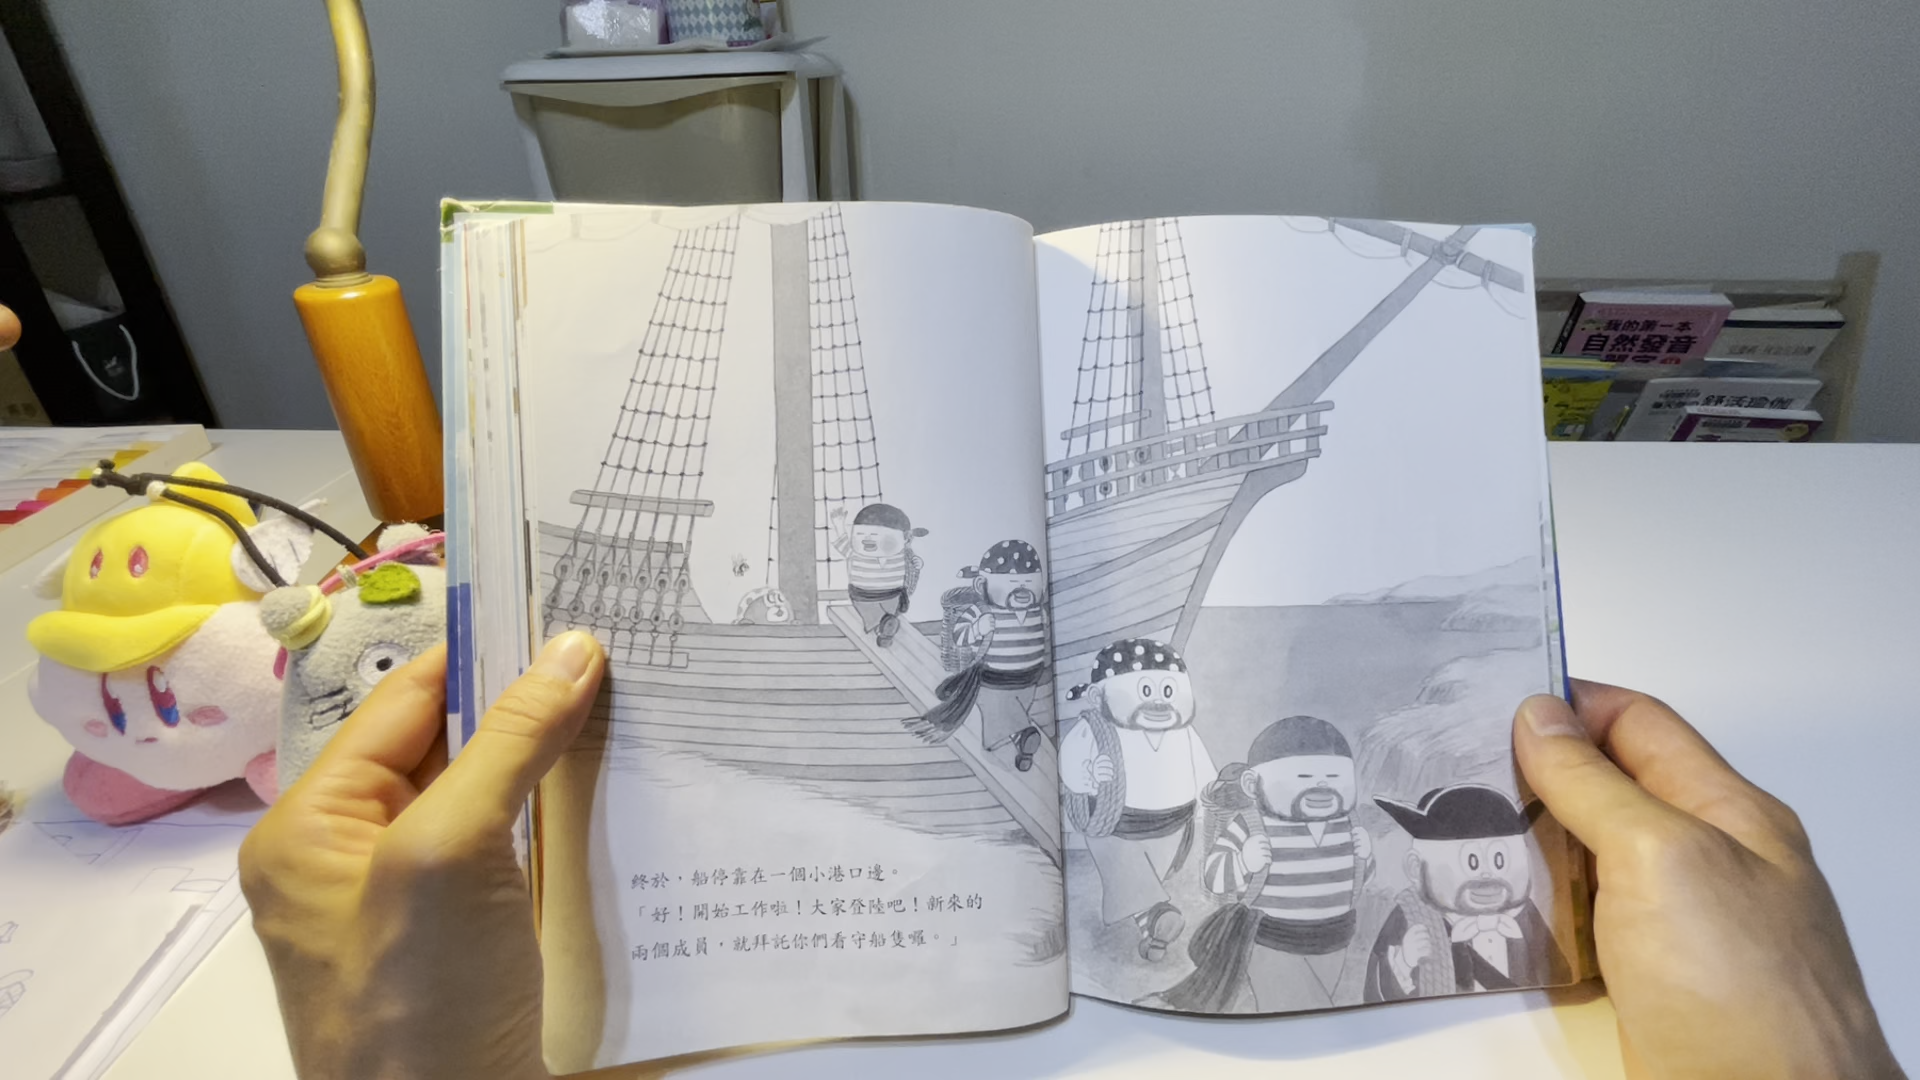 終於，船停靠在一個小港口邊。
「好！開始工作啦！大家登陸吧！新來的
兩個成員，就拜託你們看守船隻囉。」
我的第一本
自然發音